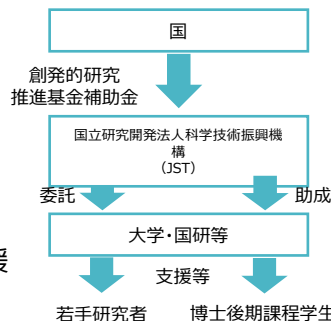 国
創発的研究
推進基金補助金
国立研究開発法人科学技術振興機
構
(JST)
委託
助成
大学・国研等
援
支援等
若手研究者
博士後期課程学生